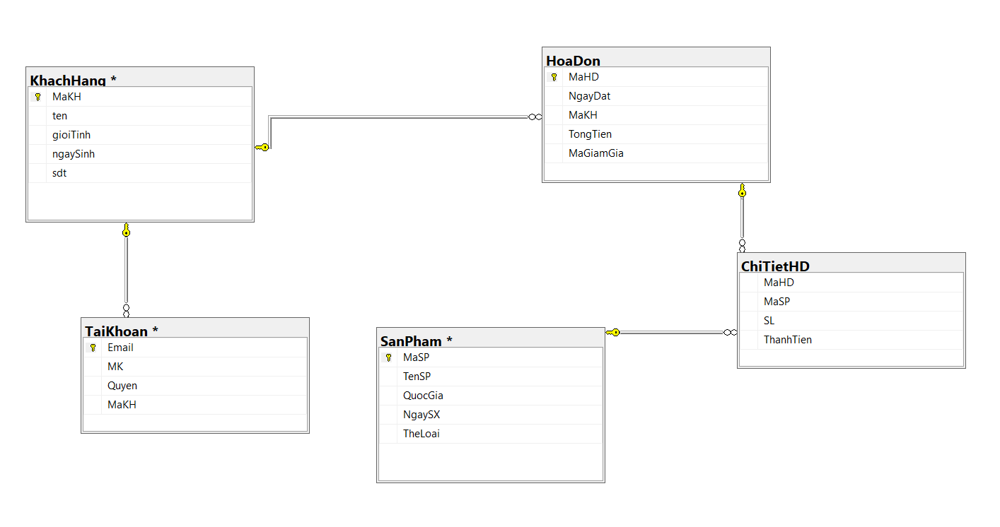 KhachHang *
MaKH
ten
gioiTinh
ngaySinh
sdt
HoaDon
MaHD
NgayDat
MaKH
TongTien
MaGiamGia
TaiKhoan *
Email
MK
Quyen
MaKH
SanPham *
MaSP
TenSP
QuocGia
NgaySX
TheLoai
ChiTietHD
MaHD
MaSP
SL
ThanhTien